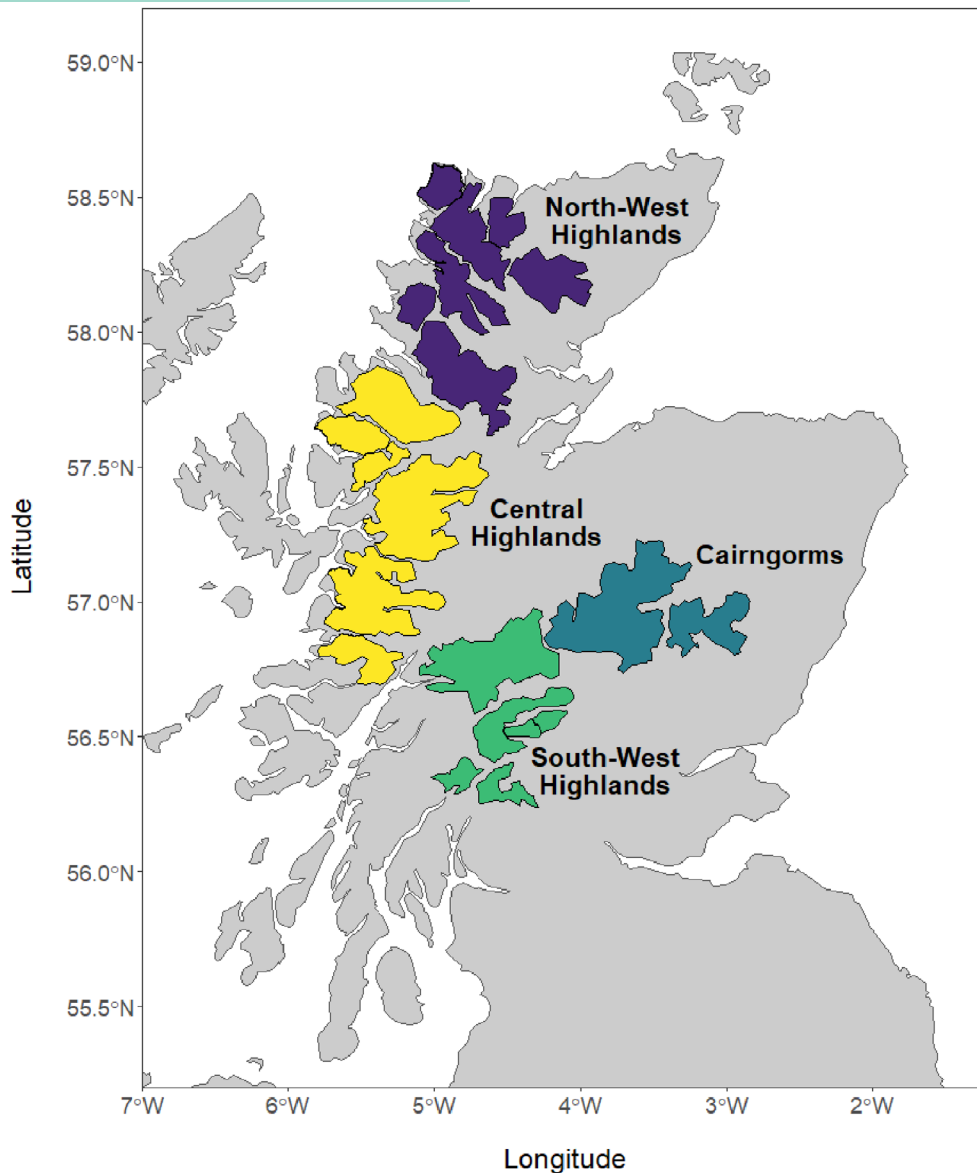 59.0°N
58.5°N
North-West
Highlands
58.0°N
57.5°N
Central
Highlands
Cairngorms
57.0°N
56.5°N
South-West
Highlands
56.0°N
55.5°N
Latitude
7°W 6°W 5°W 4°W 3°W 2°W
Longitude